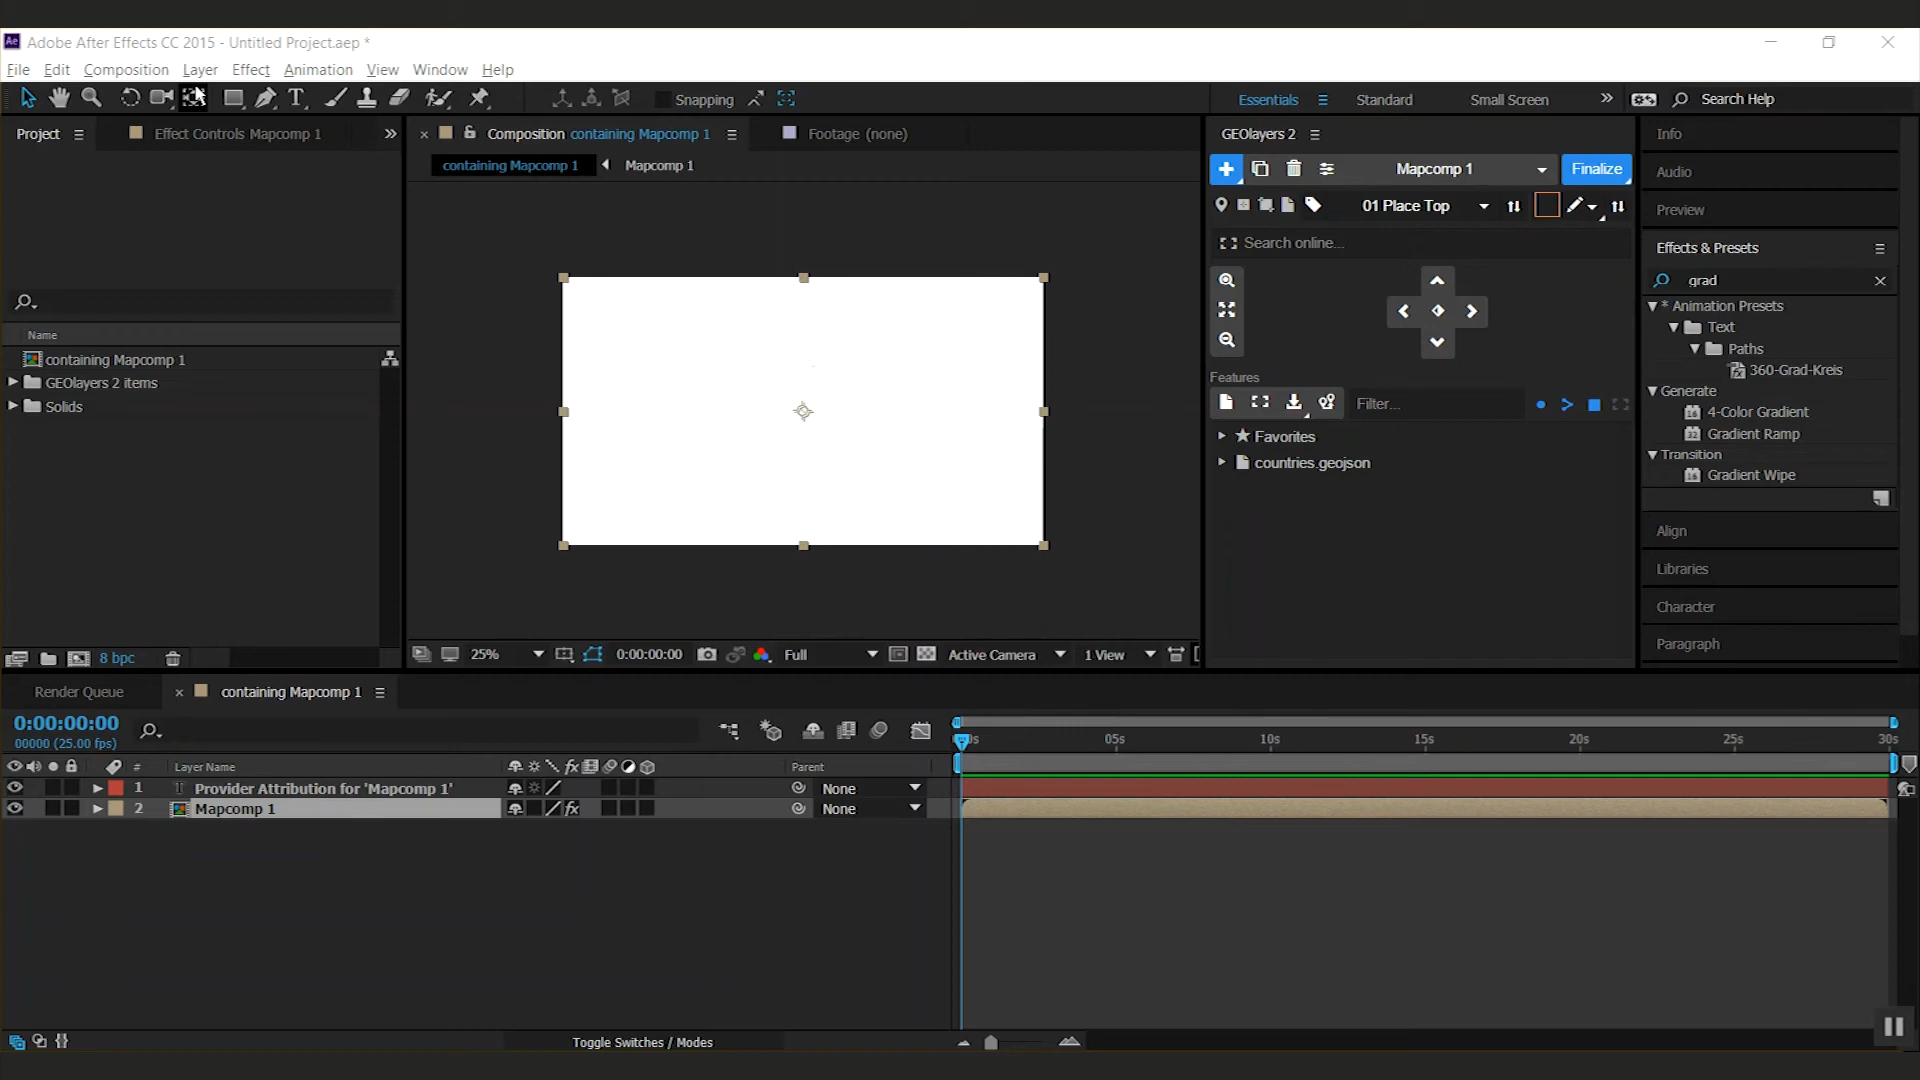 Adobe After Effects CC 2015 - Untitled Project.aep *
File Edit Composition Layer Effect Animation View Window Help
Snapping Essentials Standard Small Screen Search Help
Project Effect Controls Mapcomp 1 Composition containing Mapcomp 1 Footage (none) GEOlayers 2 Info
containing Mapcomp 1 Mapcomp 1 Mapcomp 1 Finalize Audio
01 Place Top Preview
Search online... Effects & Presets
grad
Name
containing Mapcomp 1
GEOlayers 2 items
Solids
* Animation Presets
Text
Paths
360-Grad-Kreis
Generate
4-Color Gradient
Gradient Ramp
Transition
Gradient Wipe
Features
Filter...
Favorites
countries.geojson
Align
Libraries
Character
Paragraph
8 bpc 25% 0:00:00:00 Full Active Camera 1 View
Render Queue containing Mapcomp 1
0:00:00:00
00000 (25.00 fps)
05s 10s 15s 20s 25s 30s
# Layer Name Parent
1 T Provider Attribution for 'Mapcomp 1' None
2 Mapcomp 1 None
Toggle Switches / Modes